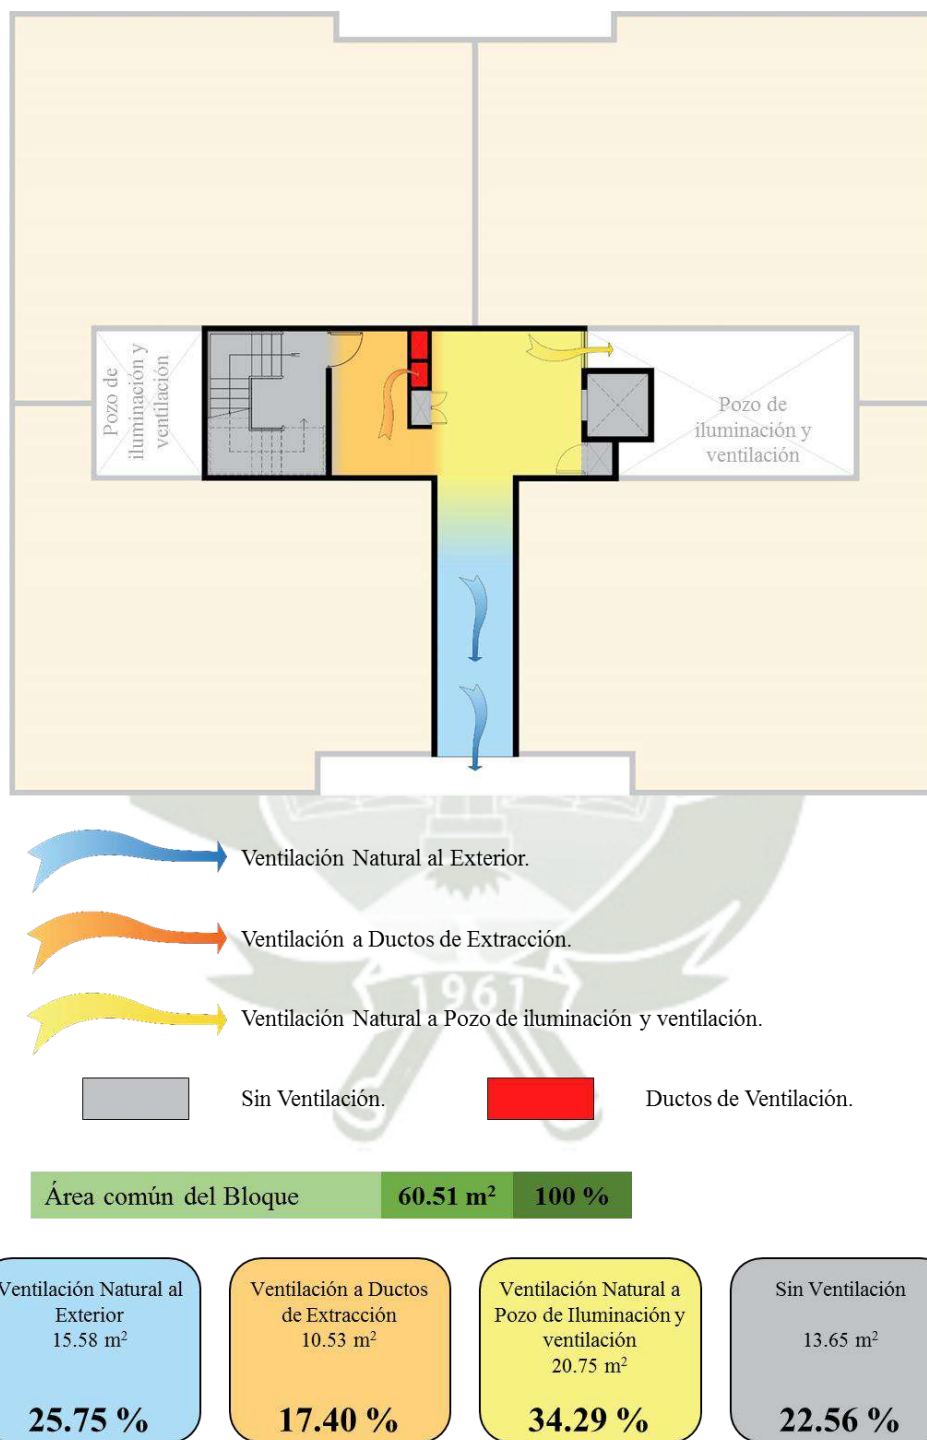 Pozo de
iluminación y
ventilación
Pozo de
iluminación y
ventilación
Ventilación Natural al Exterior.
Ventilación a Ductos de Extracción.
1961
Ventilación Natural a Pozo de iluminación y ventilación.
Sin Ventilación.
Ductos de Ventilación.
Área común del Bloque 60.51 m² 100 %
Ventilación Natural al
Exterior
15.58 m²
25.75 %
Ventilación a Ductos
de Extracción
10.53 m²
17.40 %
Ventilación Natural a
Pozo de Iluminación y
ventilación
20.75 m²
34.29 %
Sin Ventilación
13.65 m²
22.56 %